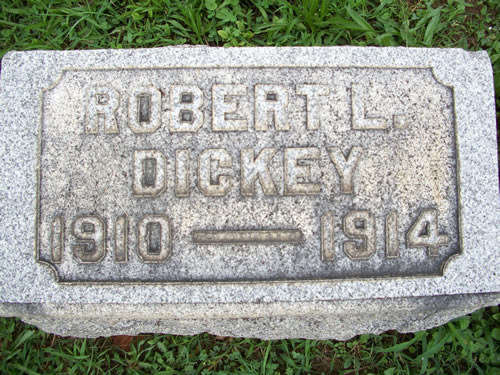 ROBERT L.
DICKEY
1910 — 1914